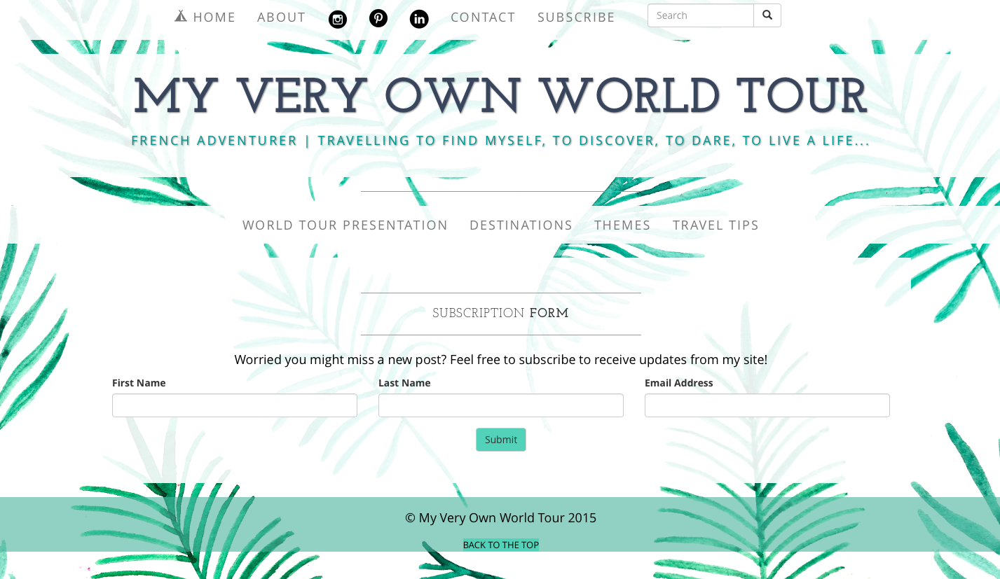 HOME ABOUT CONTACT SUBSCRIBE Search
MY VERY OWN WORLD TOUR
FRENCH ADVENTURER | TRAVELLING TO FIND MYSELF, TO DISCOVER, TO DARE, TO LIVE A LIFE...
WORLD TOUR PRESENTATION DESTINATIONS THEMES TRAVEL TIPS
SUBSCRIPTION FORM
Worried you might miss a new post? Feel free to subscribe to receive updates from my site!
First Name Last Name Email Address
Submit
© My Very Own World Tour 2015
BACK TO THE TOP